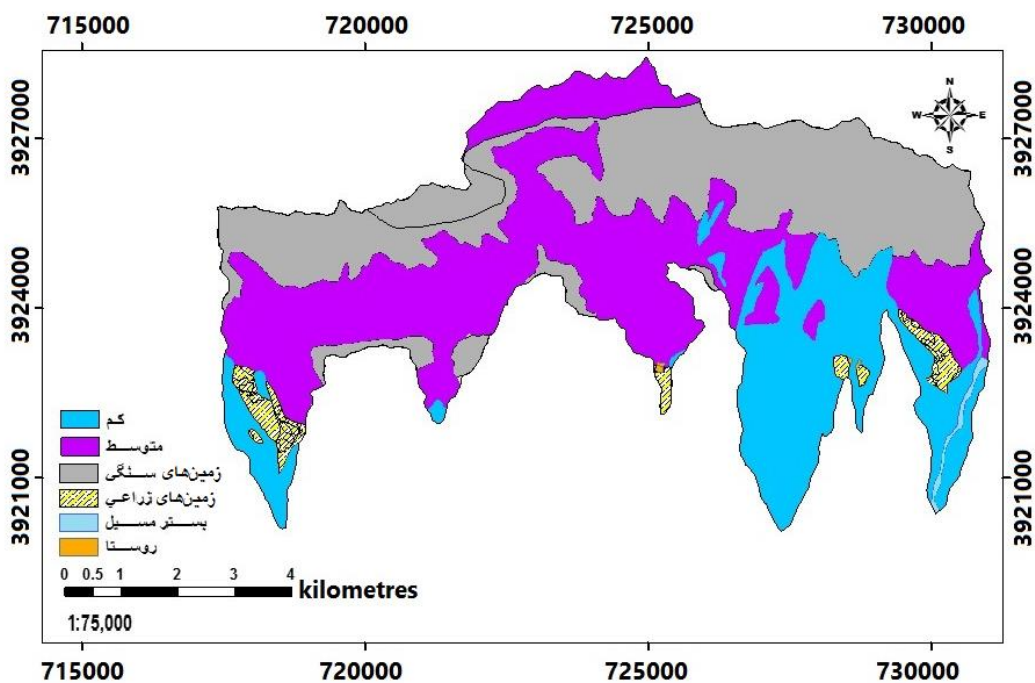 715000 720000 725000 730000
3927000 3927000
3924000 3924000
3921000 3921000
N
W E
S
کم
متوسط
زمین‌های سنگی
زمین‌های زراعی
بستر مسیل
روستا
0 0.5 1 2 3 4
kilometres
1:75,000
715000 720000 725000 730000